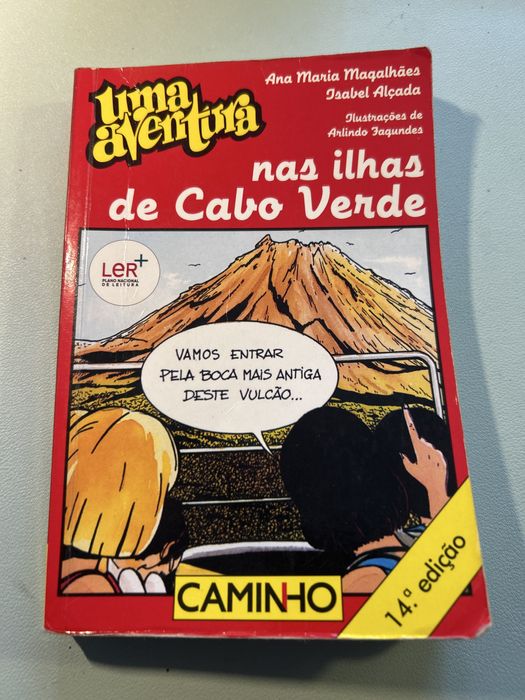 uma
aventura
Ana Maria Magalhães
Isabel Alçada
Ilustrações de
Arlindo Fagundes
nas ilhas
de Cabo Verde
LeR+
PLANO NACIONAL
DE LEITURA
VAMOS ENTRAR
PELA BOCA MAIS ANTIGA
DESTE VULCÃO...
CAMINHO
14.ª edição